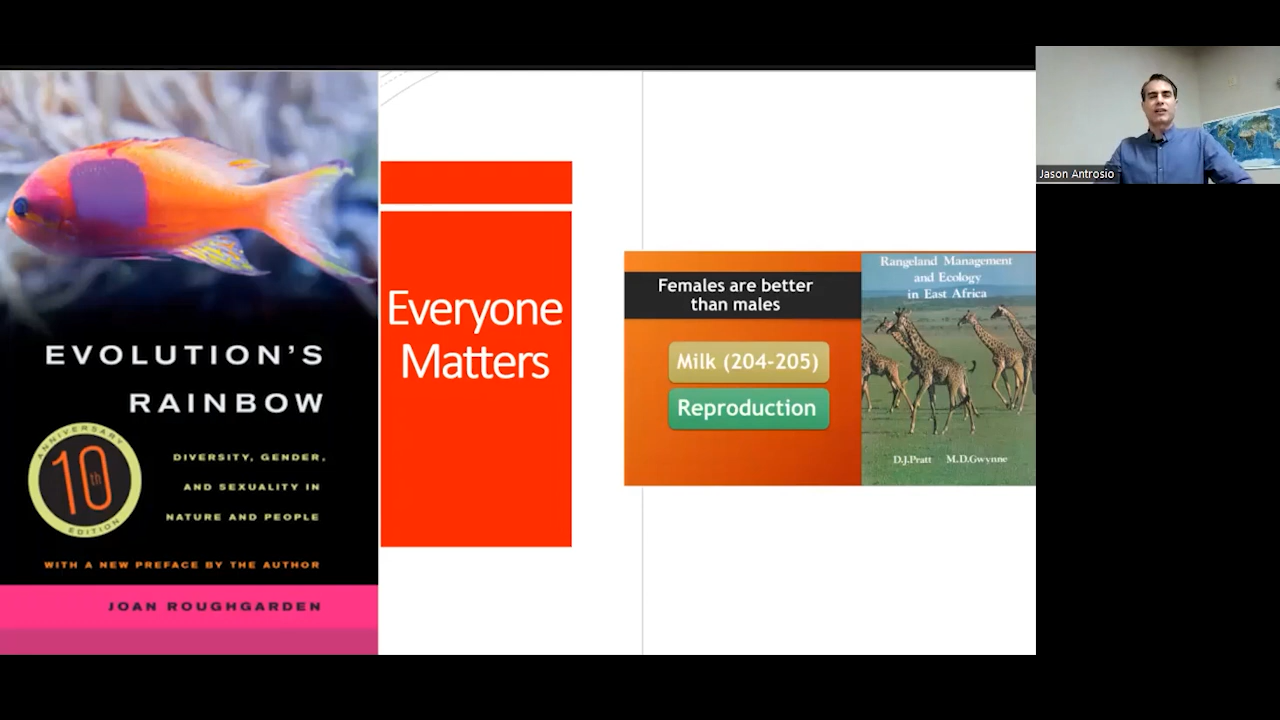 EVOLUTION'S
RAINBOW
ANNIVERSARY
10th
EDITION
DIVERSITY, GENDER,
AND SEXUALITY IN
NATURE AND PEOPLE
WITH A NEW PREFACE BY THE AUTHOR
JOAN ROUGHGARDEN
Everyone
Matters
Females are better
than males
Milk (204-205)
Reproduction
Rangeland Management
and Ecology
in East Africa
D.J.Pratt M.D.Gwynne
Jason Antrosio